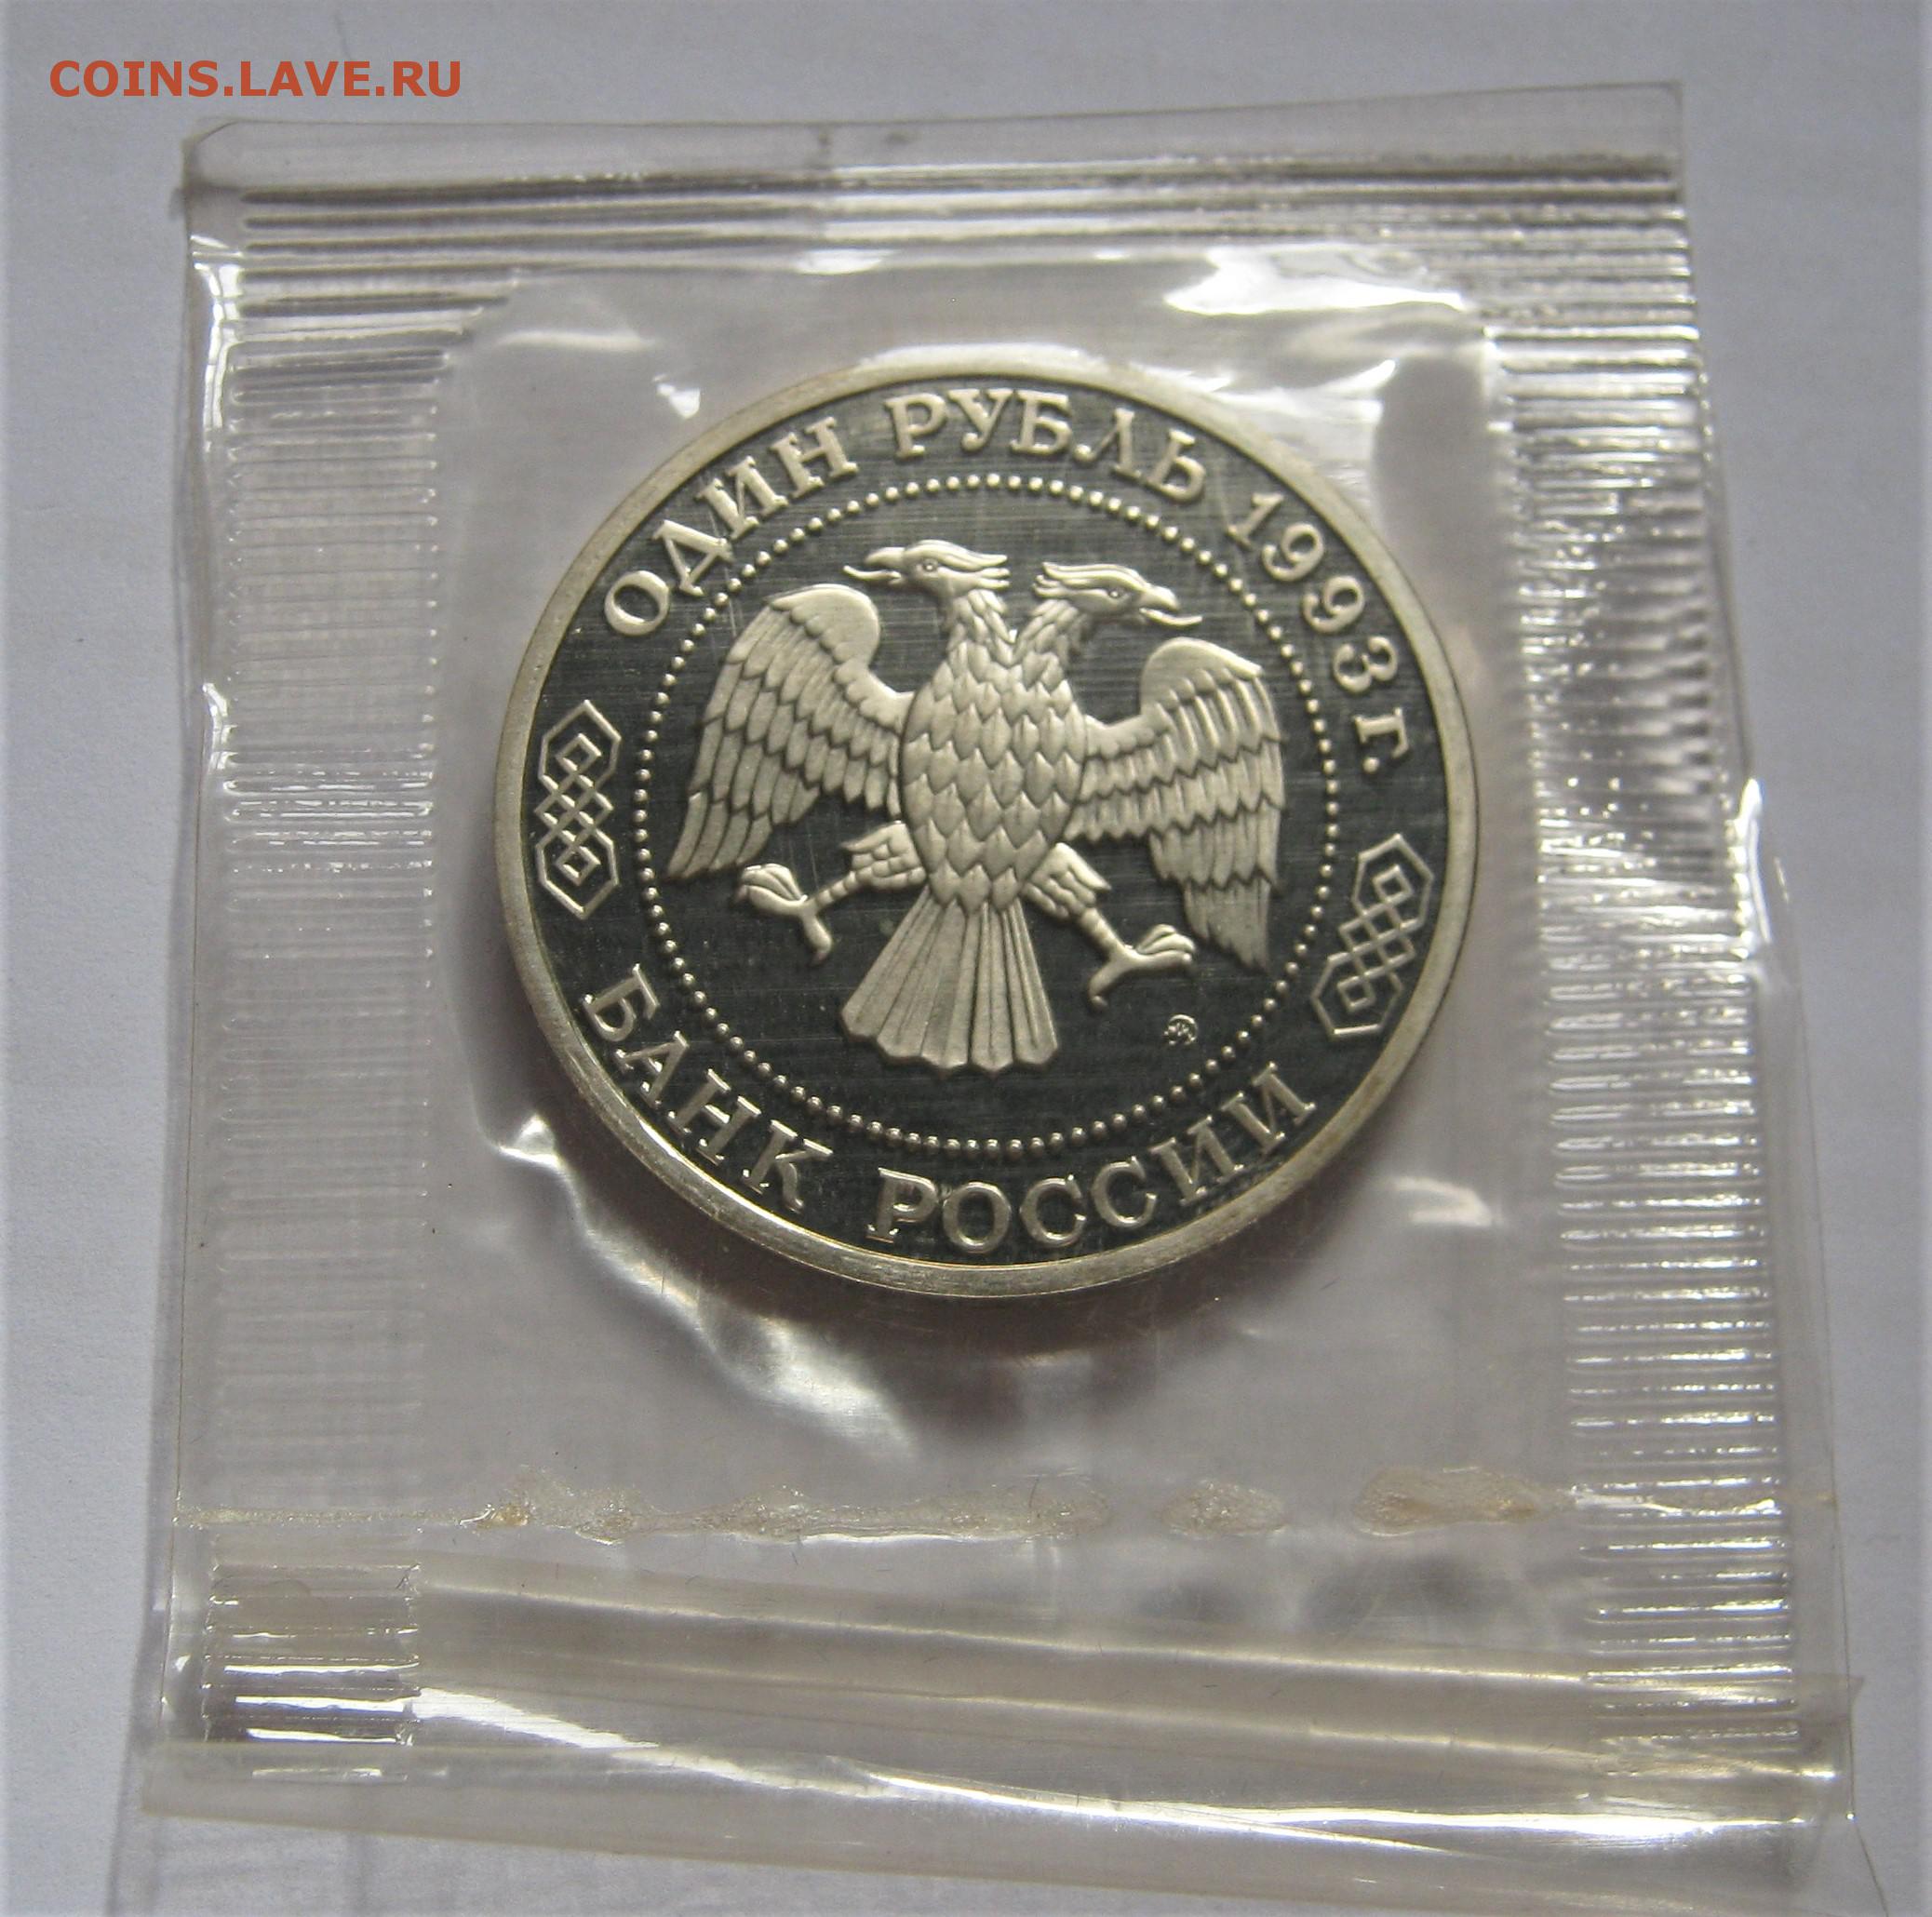 COINS.LAVE.RU
ОДИН РУБЛЬ 1993 г.
БАНК РОССИИ